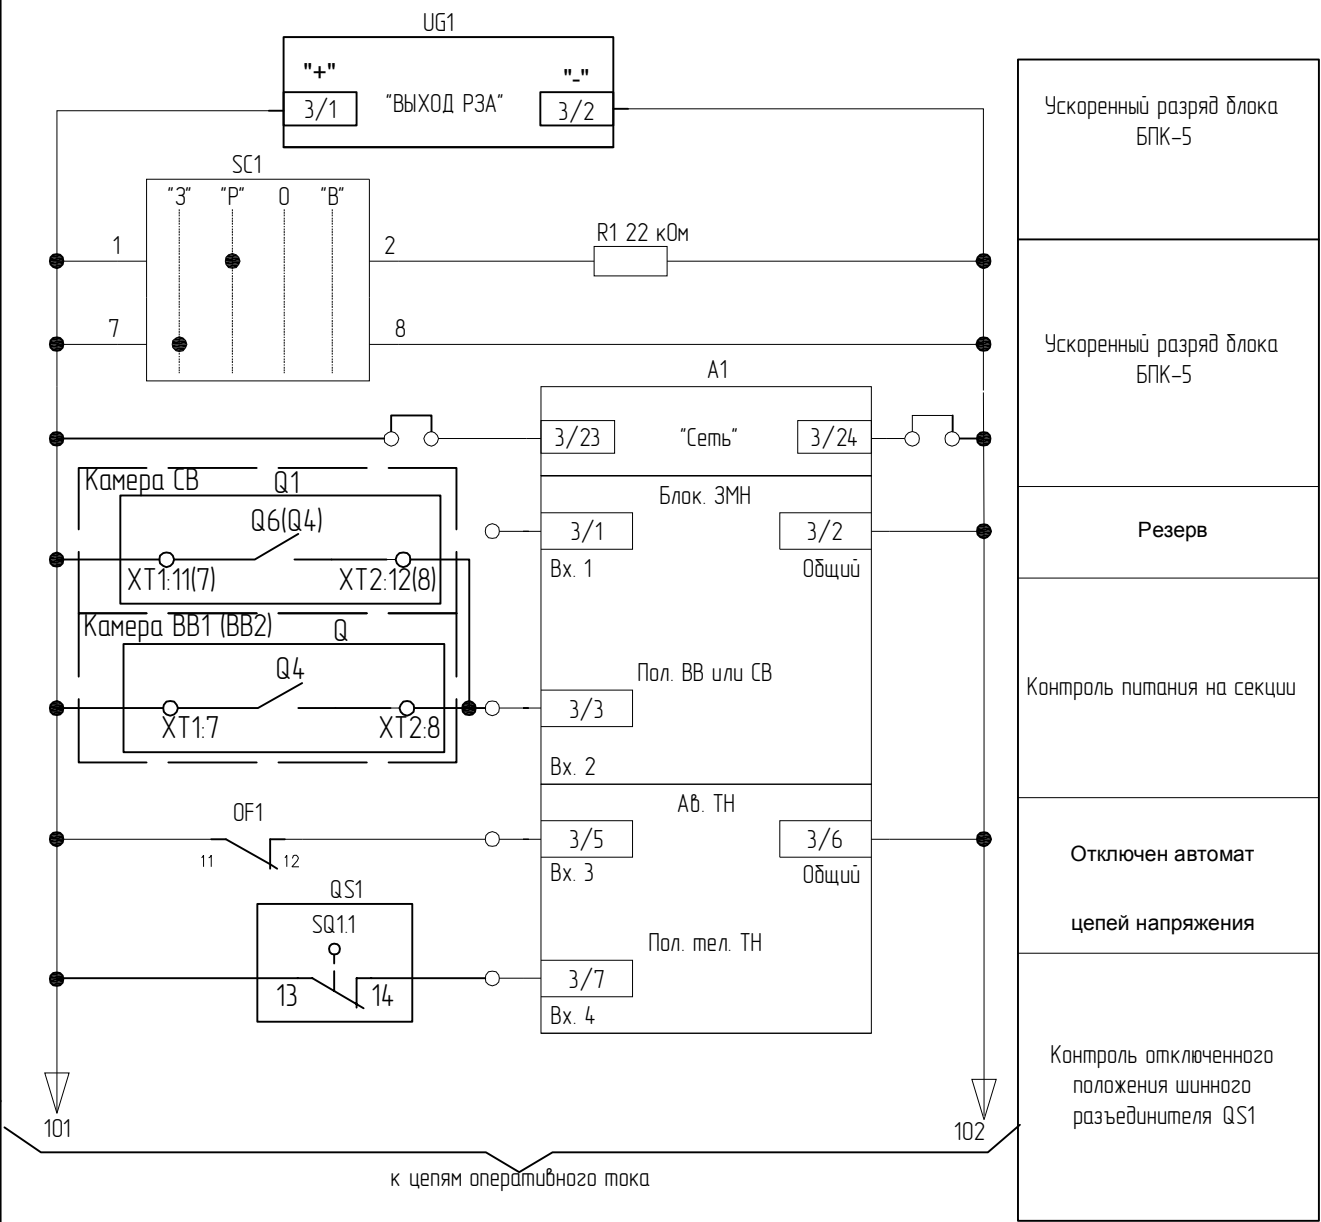 UG1
"+"
"-"
3/1
"ВЫХОД РЗА"
3/2
Ускоренный разряд блока
БПК-5
SC1
"З" "Р" 0 "В"
1
2
R1 22 кОм
7
8
Ускоренный разряд блока
БПК-5
A1
3/23
"Сеть"
3/24
Камера СВ
Q1
Q6(Q4)
XT1:11(7)
XT2:12(8)
Блок. ЗМН
3/1
3/2
Вх. 1
Общий
Резерв
Камера ВВ1 (ВВ2)
Q
Q4
XT1:7
XT2:8
Пол. ВВ или СВ
3/3
Вх. 2
Контроль питания на секции
OF1
11
12
Ав. ТН
3/5
3/6
Вх. 3
Общий
Отключен автомат
цепей напряжения
QS1
SQ1.1
13
14
Пол. тел. ТН
3/7
Вх. 4
Контроль отключенного
положения шинного
разъединителя QS1
101
102
к цепям оперативного тока